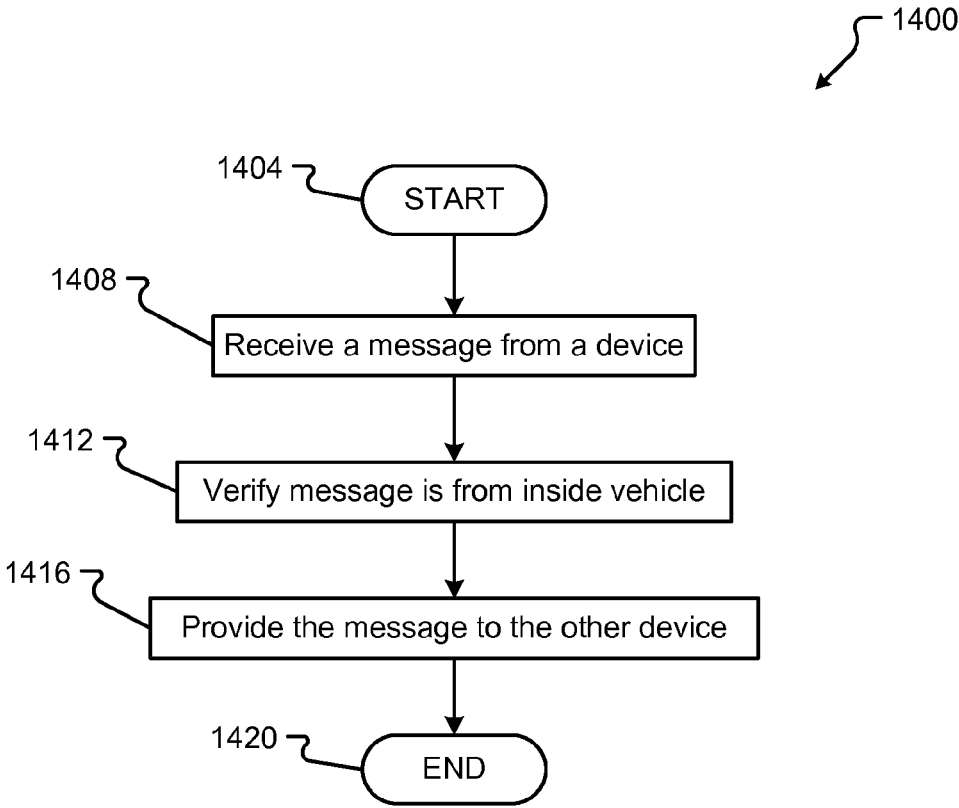 1400
1404
START
1408
Receive a message from a device
1412
Verify message is from inside vehicle
1416
Provide the message to the other device
1420
END